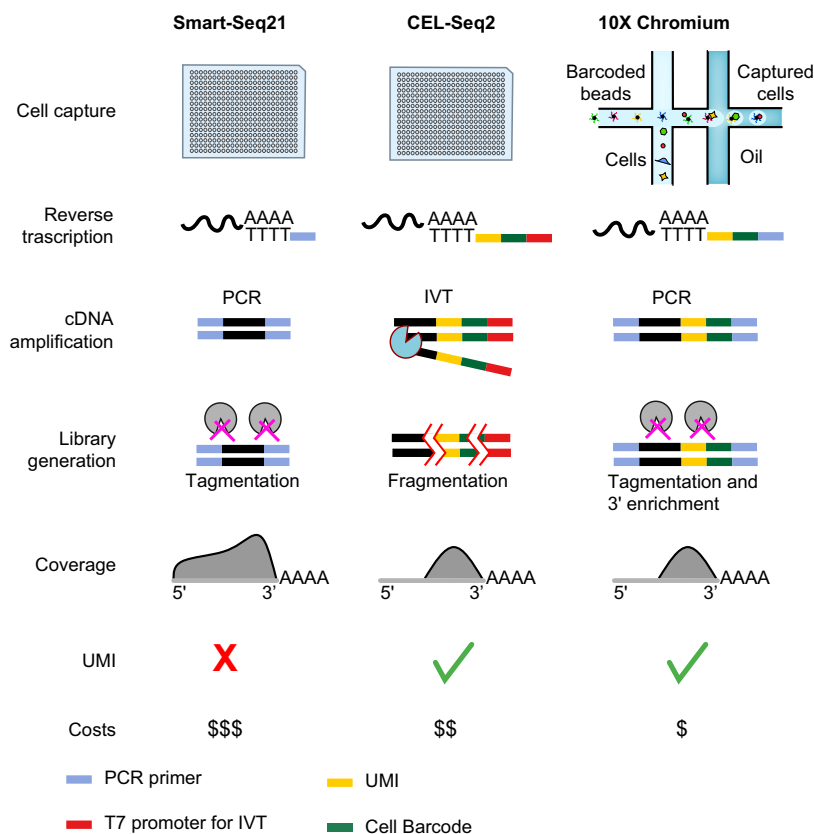 Smart-Seq21 CEL-Seq2 10X Chromium
Cell capture
Barcoded beads
Captured cells
Cells
Oil
Reverse trascription
AAAA
TTTT
AAAA
TTTT
AAAA
TTTT
cDNA amplification
PCR IVT PCR
Library generation
Tagmentation
Fragmentation
Tagmentation and
3' enrichment
Coverage
AAAA
5' 3'
AAAA
5' 3'
AAAA
5' 3'
UMI
X
Costs $$$ $$ $
PCR primer
UMI
T7 promoter for IVT
Cell Barcode